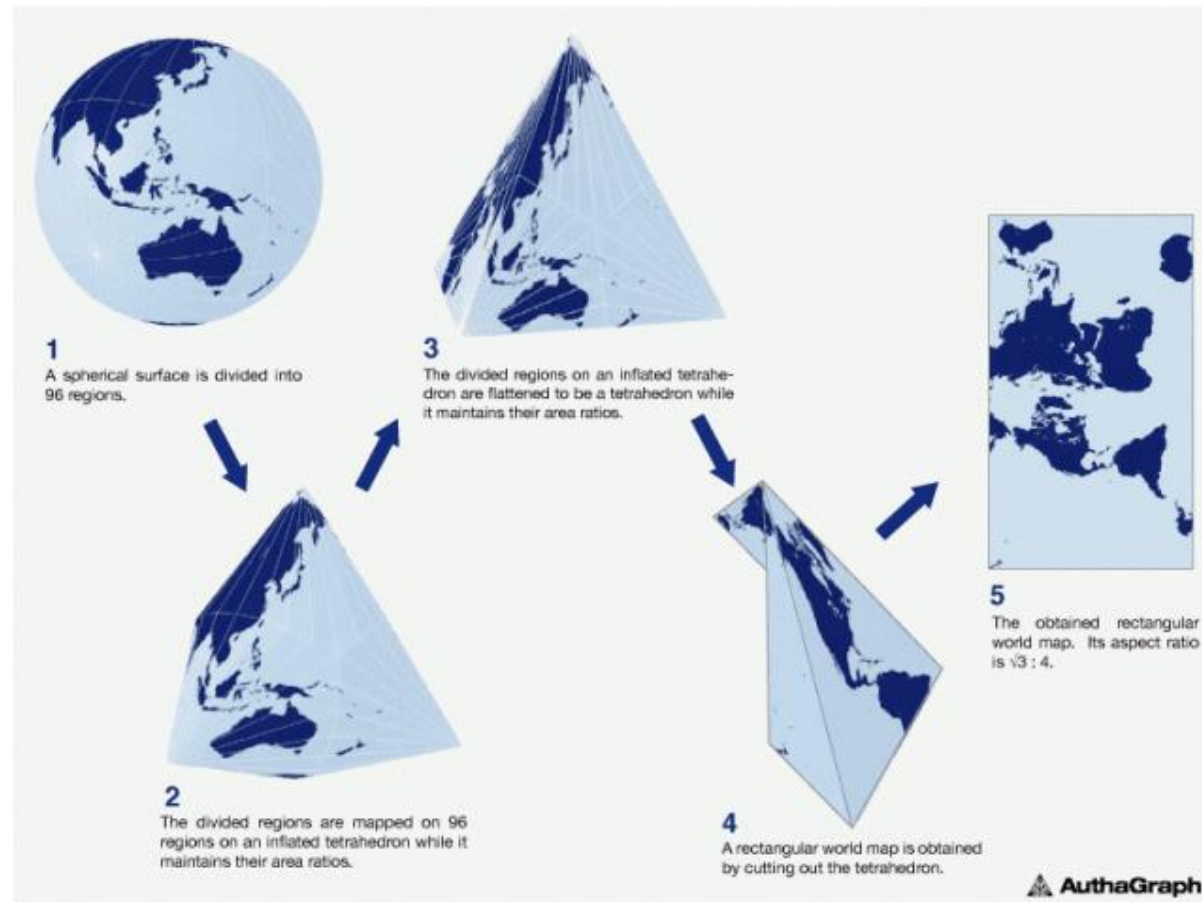 1
A spherical surface is divided into
96 regions.
2
The divided regions are mapped on 96
regions on an inflated tetrahedron while it
maintains their area ratios.
3
The divided regions on an inflated tetrahe-
dron are flattened to be a tetrahedron while
it maintains their area ratios.
4
A rectangular world map is obtained
by cutting out the tetrahedron.
5
The obtained rectangular
world map. Its aspect ratio
is √3 : 4.
AuthaGraph